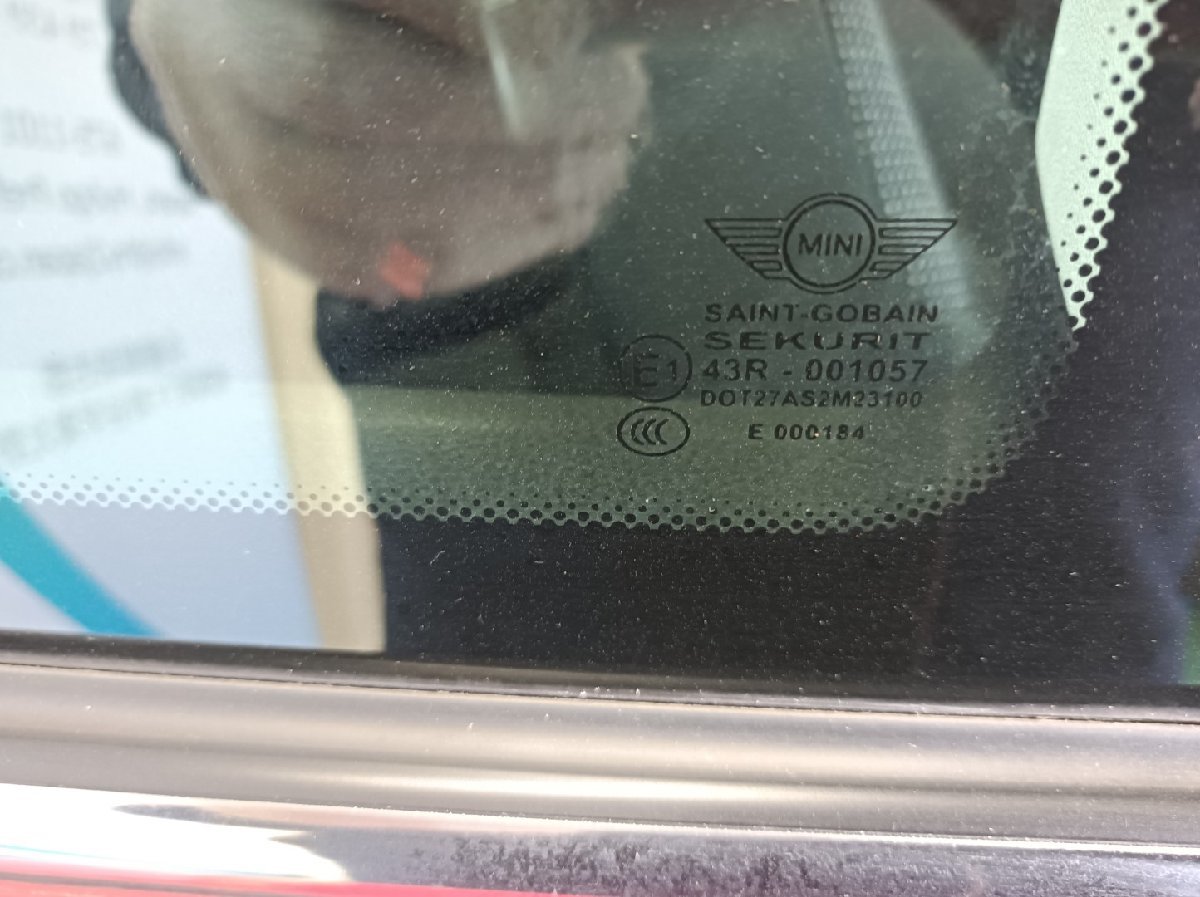 MINI
SAINT-GOBAIN
SEKURIT
E1 43R - 001057
DOT27AS2M23100
CCC E 000184